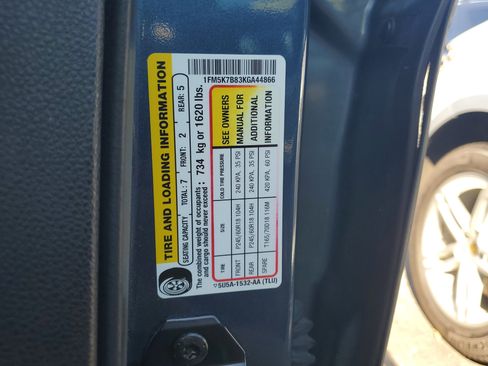 1FM5K7B83KGA44866
TIRE AND LOADING INFORMATION
SEATING CAPACITY TOTAL: 7 FRONT: 2 REAR: 5
The combined weight of occupants and cargo should never exceed: 734 kg or 1620 lbs.
TIRE SIZE COLD TIRE PRESSURE
FRONT P245/60R18 104H 240 KPA, 35 PSI
REAR P245/60R18 104H 240 KPA, 35 PSI
SPARE T165/70D18 116M 420 KPA, 60 PSI
SEE OWNERS
MANUAL FOR
ADDITIONAL
INFORMATION
5U5A-1532-AA (TLU)